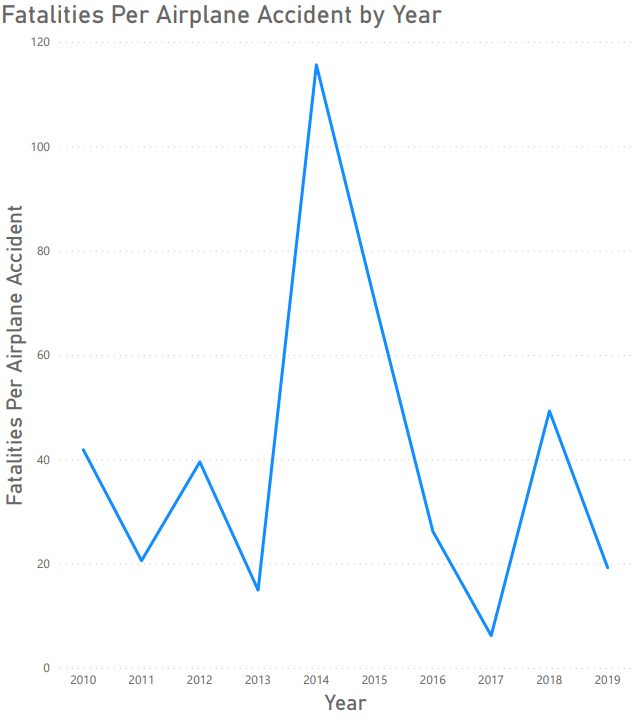 Fatalities Per Airplane Accident by Year
Fatalities Per Airplane Accident
120
100
80
60
40
20
0
2010 2011 2012 2013 2014 2015 2016 2017 2018 2019
Year